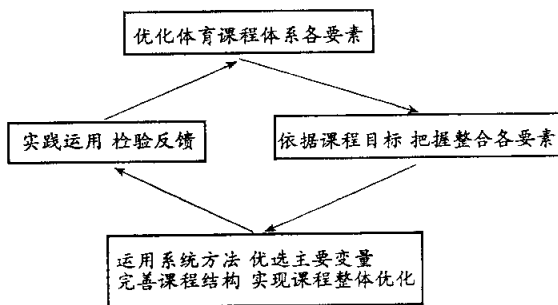 优化体育课程体系各要素
实践运用 检验反馈
依据课程目标 把握整合各要素
运用系统方法 优选主要变量
完善课程结构 实现课程整体优化